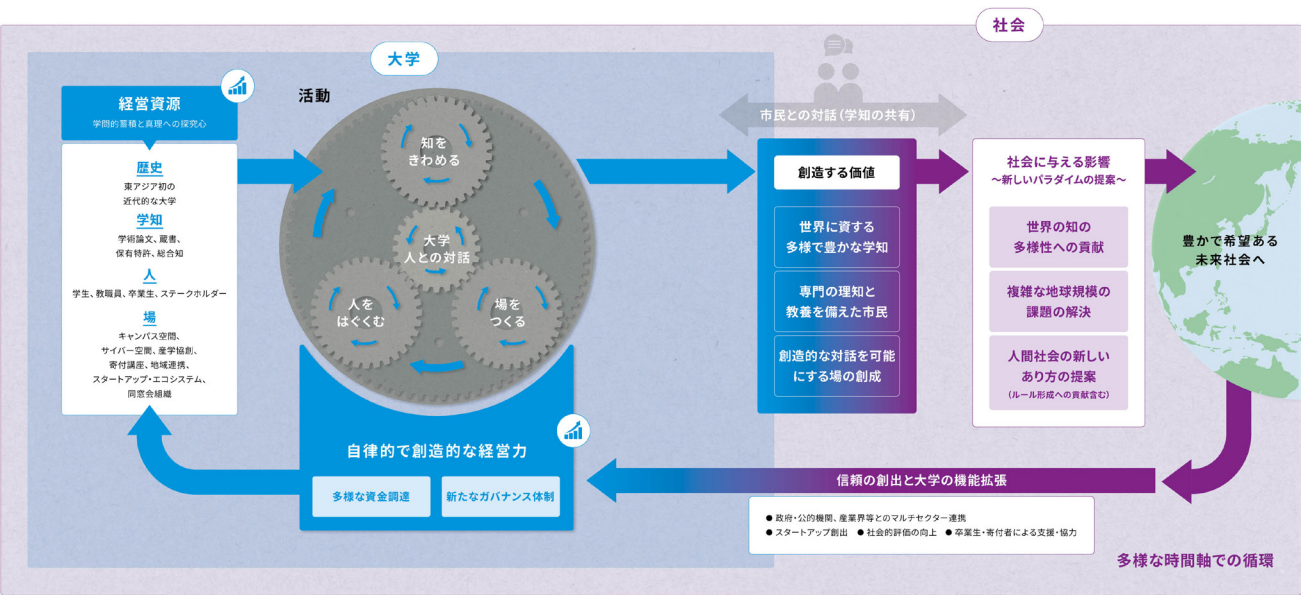 社会
大学
経営資源
学問的蓄積と真理への探究心
歴史
東アジア初の
近代的な大学
学知
学術論文、蔵書、
保有特許、総合知
人
学生、教職員、卒業生、ステークホルダー
場
キャンパス空間、
サイバー空間、産学協創、
寄付講座、地域連携、
スタートアップ・エコシステム、
同窓会組織
活動
知を
きわめる
大学
人との対話
人を
はぐくむ
場を
つくる
自律的で創造的な経営力
多様な資金調達
新たなガバナンス体制
市民との対話(学知の共有)
創造する価値
世界に資する
多様で豊かな学知
専門の理知と
教養を備えた市民
創造的な対話を可能
にする場の創成
社会に与える影響
～新しいパラダイムの提案～
世界の知の
多様性への貢献
複雑な地球規模の
課題の解決
人間社会の新しい
あり方の提案
(ルール形成への貢献含む)
豊かで希望ある
未来社会へ
信頼の創出と大学の機能拡張
● 政府・公的機関、産業界等とのマルチセクター連携
● スタートアップ創出 ● 社会的評価の向上 ● 卒業生・寄付者による支援・協力
多様な時間軸での循環